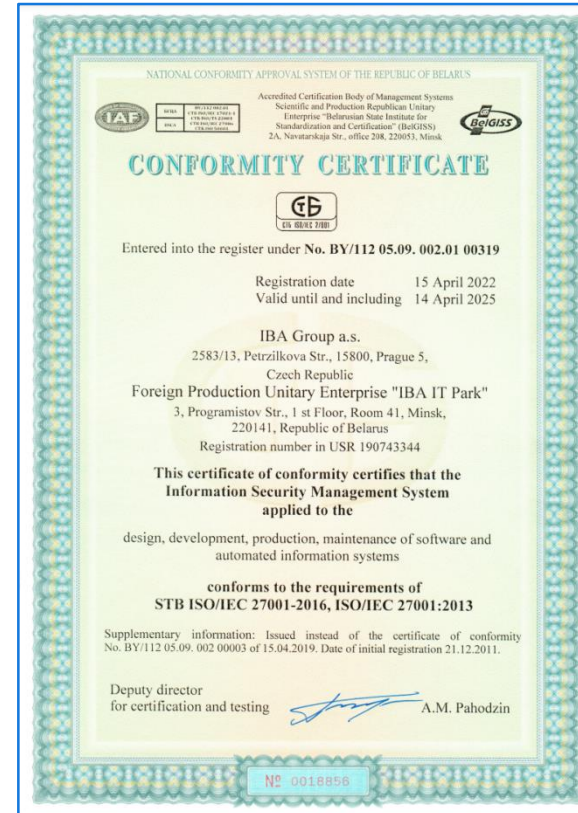 NATIONAL CONFORMITY APPROVAL SYSTEM OF THE REPUBLIC OF BELARUS
Accredited Certification Body of Management Systems
Scientific and Production Republican Unitary
Enterprise "Belarusian State Institute for
Standardization and Certification" (BelGISS)
2A, Navatarskaja Str., office 208, 220053, Minsk
IAF
BelGISS
CONFORMITY CERTIFICATE
СТБ ISO/IEC 27001
Entered into the register under No. BY/112 05.09. 002.01 00319
Registration date 15 April 2022
Valid until and including 14 April 2025
IBA Group a.s.
2583/13, Petrzilkova Str., 15800, Prague 5,
Czech Republic
Foreign Production Unitary Enterprise "IBA IT Park"
3, Programistov Str., 1 st Floor, Room 41, Minsk,
220141, Republic of Belarus
Registration number in USR 190743344
This certificate of conformity certifies that the
Information Security Management System
applied to the
design, development, production, maintenance of software and
automated information systems
conforms to the requirements of
STB ISO/IEC 27001-2016, ISO/IEC 27001:2013
Supplementary information: Issued instead of the certificate of conformity
No. BY/112 05.09. 002 00003 of 15.04.2019. Date of initial registration 21.12.2011.
Deputy director
for certification and testing A.M. Pahodzin
№ 0018858